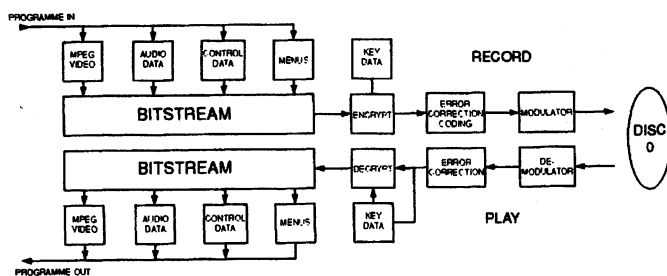 PROGRAMME IN
MPEG
VIDEO
AUDIO
DATA
CONTROL
DATA
MENUS
KEY
DATA
RECORD
BITSTREAM
ENCRYPT
ERROR
CORRECTION
CODING
MODULATOR
DISC
0
BITSTREAM
DECRYPT
ERROR
CORRECTION
DE-
MODULATOR
MPEG
VIDEO
AUDIO
DATA
CONTROL
DATA
MENUS
KEY
DATA
PLAY
PROGRAMME OUT